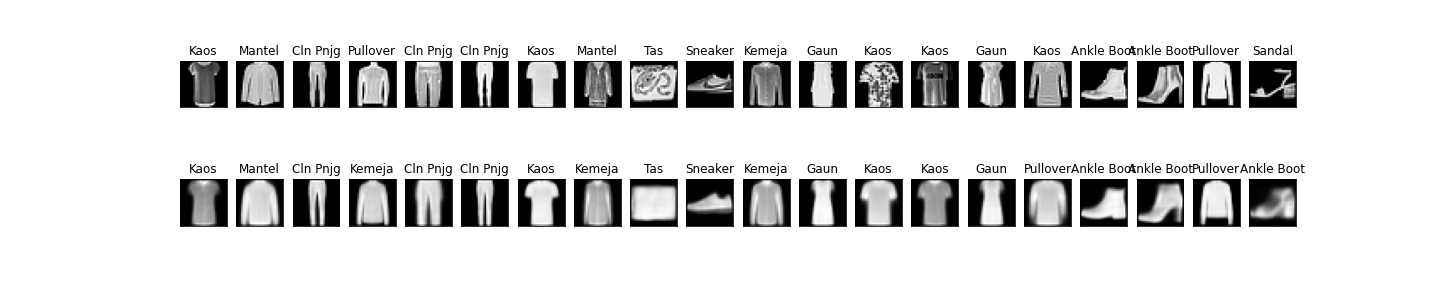 Kaos Mantel Cln Pnjg Pullover Cln Pnjg Cln Pnjg Kaos Mantel Tas Sneaker Kemeja Gaun Kaos Kaos Gaun Kaos Ankle Boot Ankle Boot Pullover Sandal
Kaos Mantel Cln Pnjg Kemeja Cln Pnjg Cln Pnjg Kaos Kemeja Tas Sneaker Kemeja Gaun Kaos Kaos Gaun Pullover Ankle Boot Ankle Boot Pullover Ankle Boot